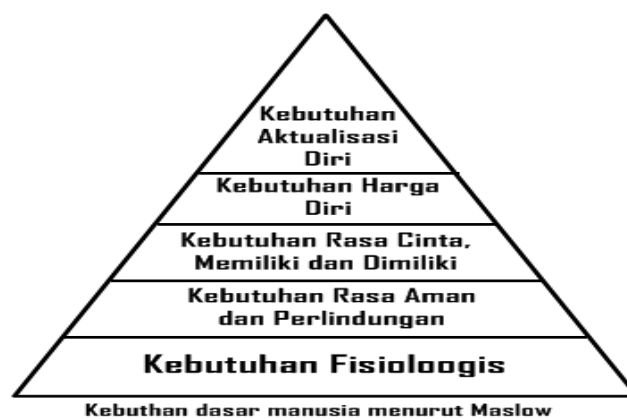 Kebutuhan
Aktualisasi
Diri
Kebutuhan Harga
Diri
Kebutuhan Rasa Cinta,
Memiliki dan Dimiliki
Kebutuhan Rasa Aman
dan Perlindungan
Kebutuhan Fisioloogis
Kebuthan dasar manusia menurut Maslow